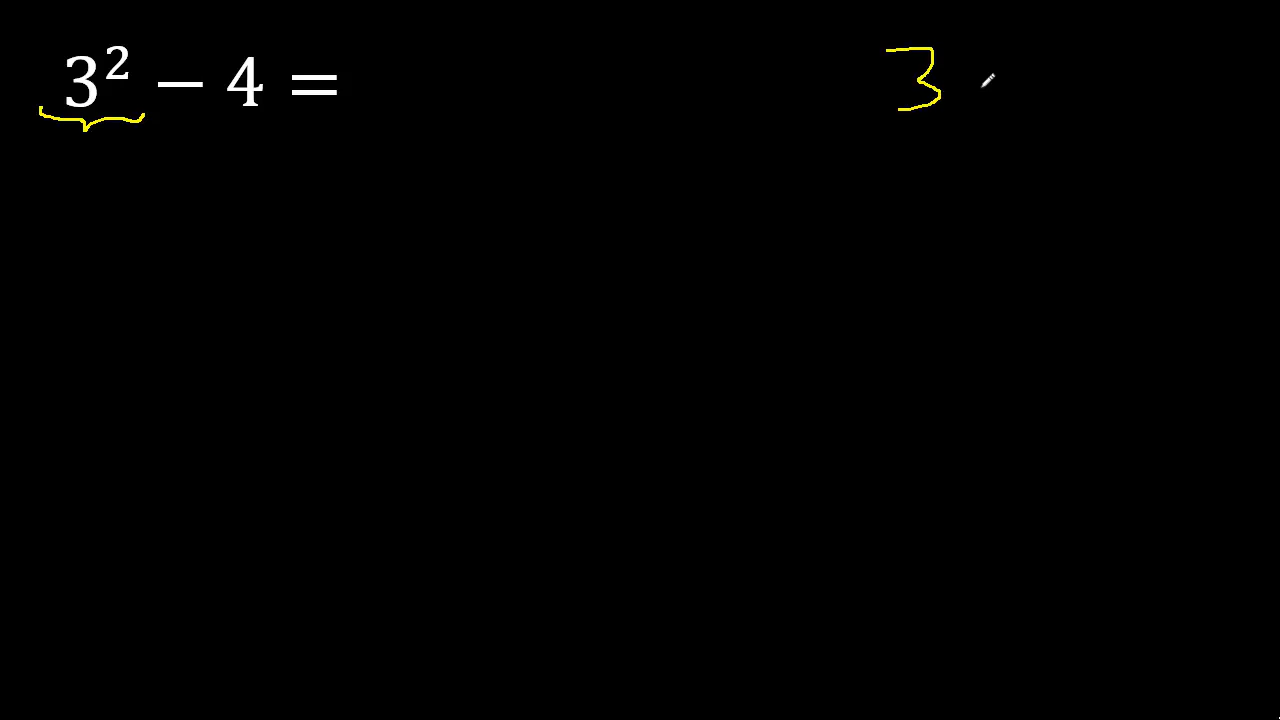 3² − 4 = 3